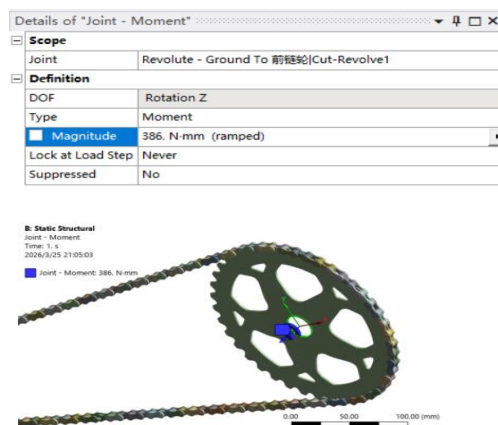 Details of "Joint - Moment"
Scope
Joint Revolute - Ground To 前链轮|Cut-Revolve1
Definition
DOF Rotation Z
Type Moment
Magnitude 386. N·mm (ramped)
Lock at Load Step Never
Suppressed No
B: Static Structural
Joint - Moment
Time: 1. s
2026/3/25 21:05:03
Joint - Moment: 386. N·mm
0.00 50.00 100.00 (mm)